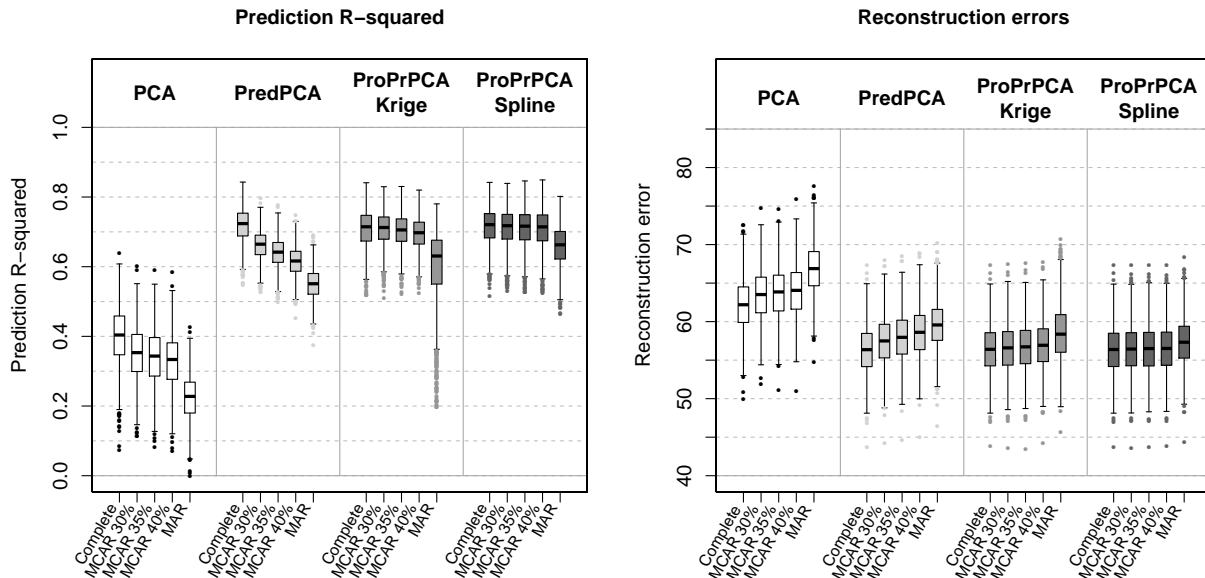 Prediction R−squared
PCA
PredPCA
ProPrPCA
Krige
ProPrPCA
Spline
Prediction R−squared
1.0
0.8
0.6
0.4
0.2
0.0
Complete
MCAR 30%
MCAR 35%
MCAR 40%
MAR
Complete
MCAR 30%
MCAR 35%
MCAR 40%
MAR
Complete
MCAR 30%
MCAR 35%
MCAR 40%
MAR
Complete
MCAR 30%
MCAR 35%
MCAR 40%
MAR
Reconstruction errors
PCA
PredPCA
ProPrPCA
Krige
ProPrPCA
Spline
Reconstruction error
80
70
60
50
40
Complete
MCAR 30%
MCAR 35%
MCAR 40%
MAR
Complete
MCAR 30%
MCAR 35%
MCAR 40%
MAR
Complete
MCAR 30%
MCAR 35%
MCAR 40%
MAR
Complete
MCAR 30%
MCAR 35%
MCAR 40%
MAR